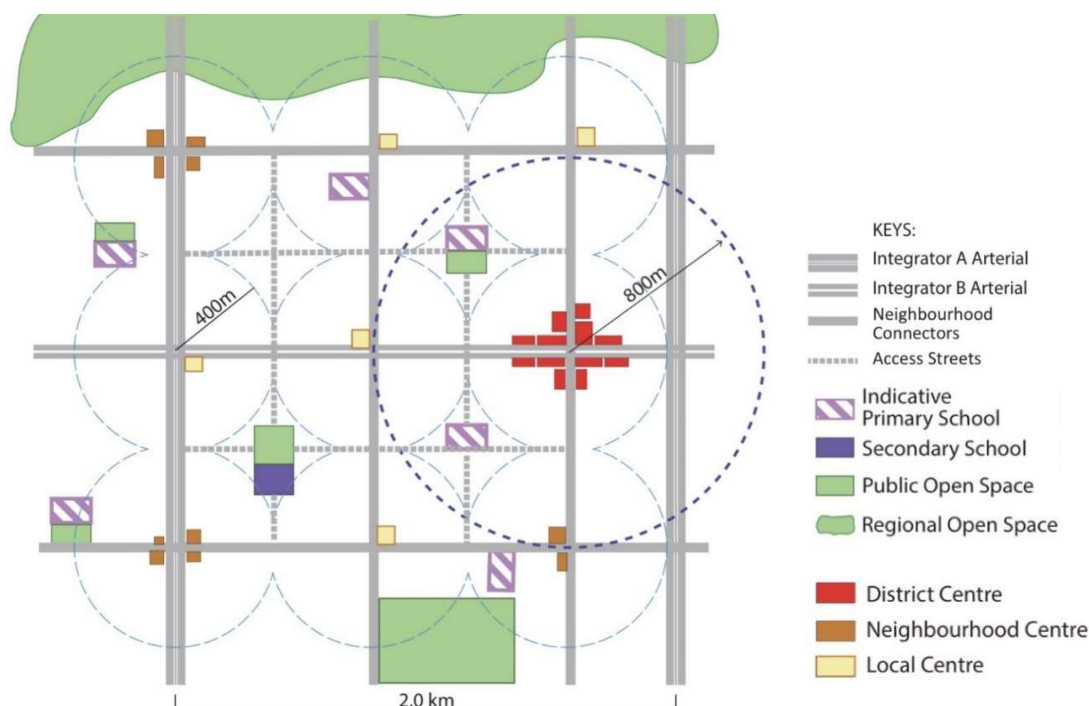 400m
800m
2.0 km
KEYS:
Integrator A Arterial
Integrator B Arterial
Neighbourhood
Connectors
Access Streets
Indicative
Primary School
Secondary School
Public Open Space
Regional Open Space
District Centre
Neighbourhood Centre
Local Centre